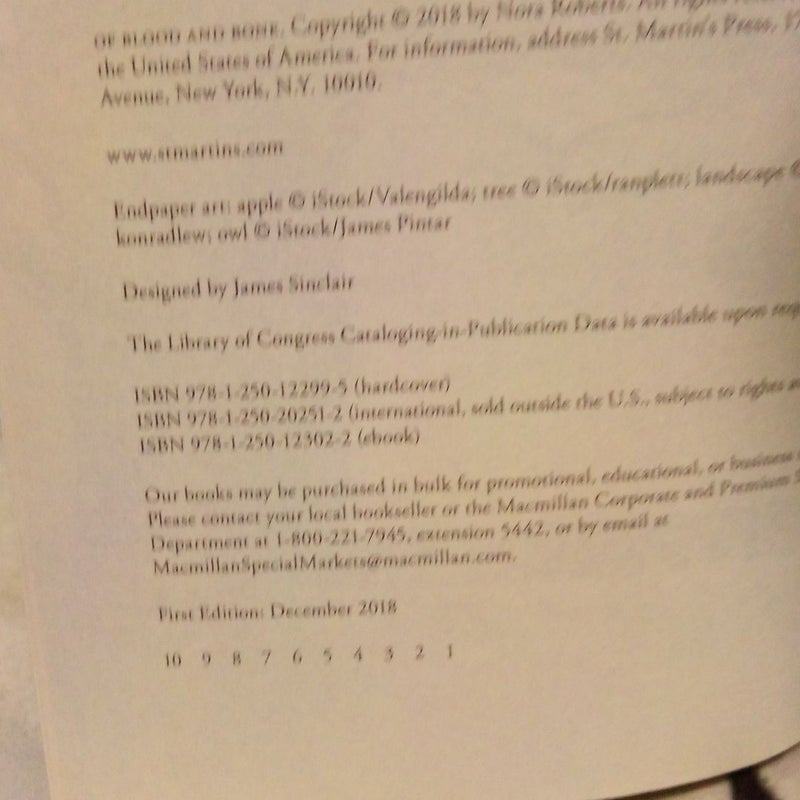 OF BLOOD AND BONE. Copyright © 2018 by Nora Roberts. All rights
the United States of America. For information, address St. Martin's Press,
Avenue, New York, N.Y. 10010.
www.stmartins.com
Endpaper art: apple © iStock/Valengilda; tree © iStock/ranplett; landscape ©
konradlew; owl © iStock/James Pintar
Designed by James Sinclair
The Library of Congress Cataloging-in-Publication Data is available upon
ISBN 978-1-250-12299-5 (hardcover)
ISBN 978-1-250-20251-2 (international, sold outside the U.S., subject to rights
ISBN 978-1-250-12302-2 (ebook)
Our books may be purchased in bulk for promotional, educational, or business
Please contact your local bookseller or the Macmillan Corporate and Premium
Department at 1-800-221-7945, extension 5442, or by email at
MacmillanSpecialMarkets@macmillan.com.
First Edition: December 2018
10 9 8 7 6 5 4 3 2 1